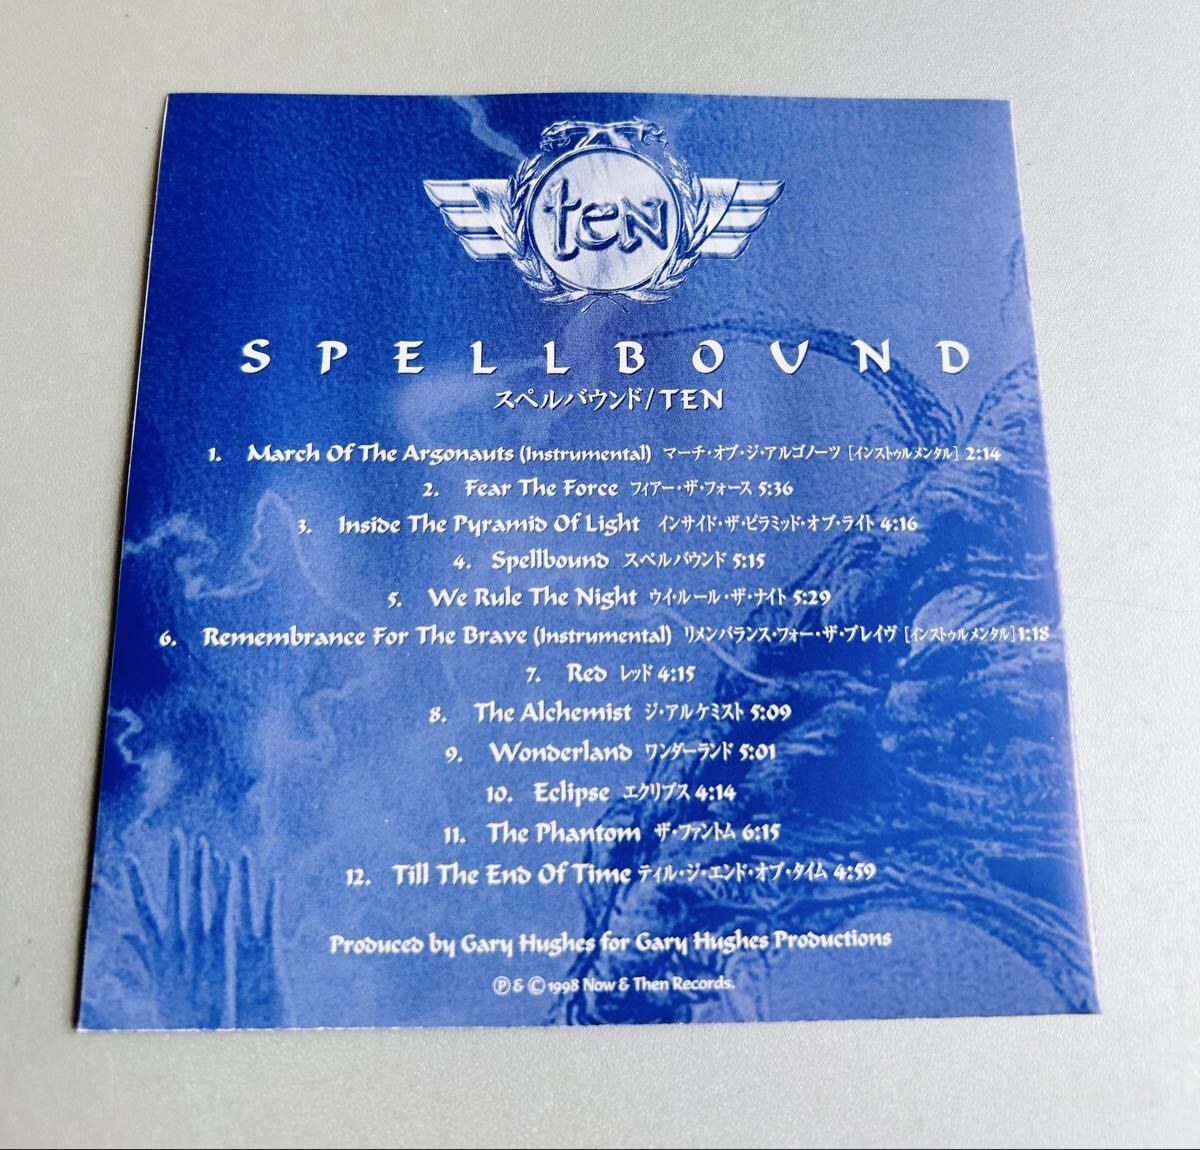 ten
SPELLBOUND
スペルバウンド/TEN
1. March Of The Argonauts (Instrumental) マーチ・オブ・ジ・アルゴノーツ [インストゥルメンタル] 2:14
2. Fear The Force フィアー・ザ・フォース 5:36
3. Inside The Pyramid Of Light インサイド・ザ・ピラミッド・オブ・ライト 4:16
4. Spellbound スペルバウンド 5:15
5. We Rule The Night ウイ・ルール・ザ・ナイト 5:29
6. Remembrance For The Brave (Instrumental) リメンバランス・フォー・ザ・ブレイヴ [インストゥルメンタル] 1:18
7. Red レッド 4:15
8. The Alchemist ジ・アルケミスト 5:09
9. Wonderland ワンダーランド 5:01
10. Eclipse エクリプス 4:14
11. The Phantom ザ・ファントム 6:15
12. Till The End Of Time ティル・ジ・エンド・オブ・タイム 4:59
Produced by Gary Hughes for Gary Hughes Productions
Ⓟ & © 1998 Now & Then Records.